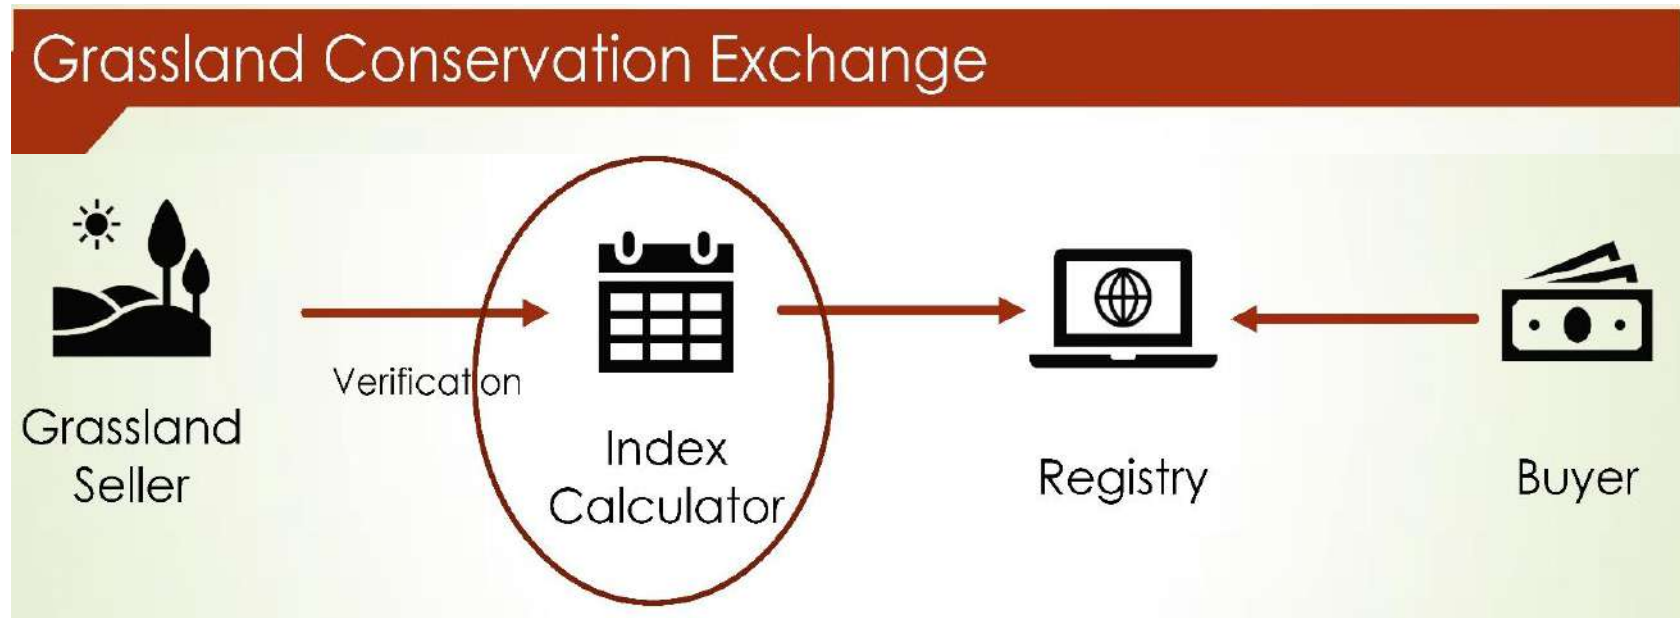 Grassland Conservation Exchange
Verification
Grassland
Seller
Index
Calculator
Registry
Buyer